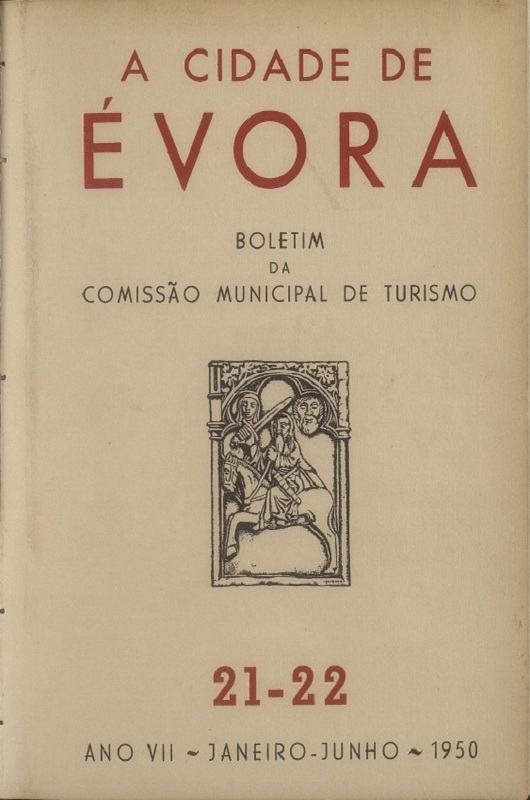 A CIDADE DE
ÉVORA
BOLETIM
DA
COMISSÃO MUNICIPAL DE TURISMO
21-22
ANO VII ~ JANEIRO-JUNHO ~ 1950